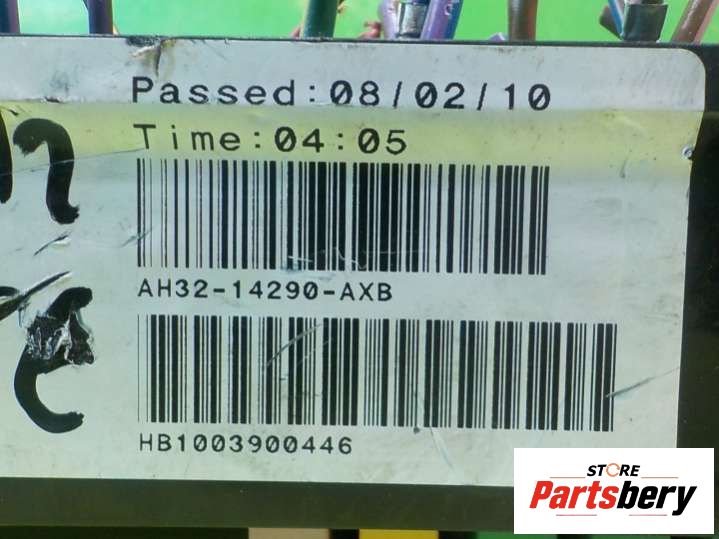 Passed:08/02/10
Time:04:05
AH32-14290-AXB
HB1003900446
STORE
Partsbery